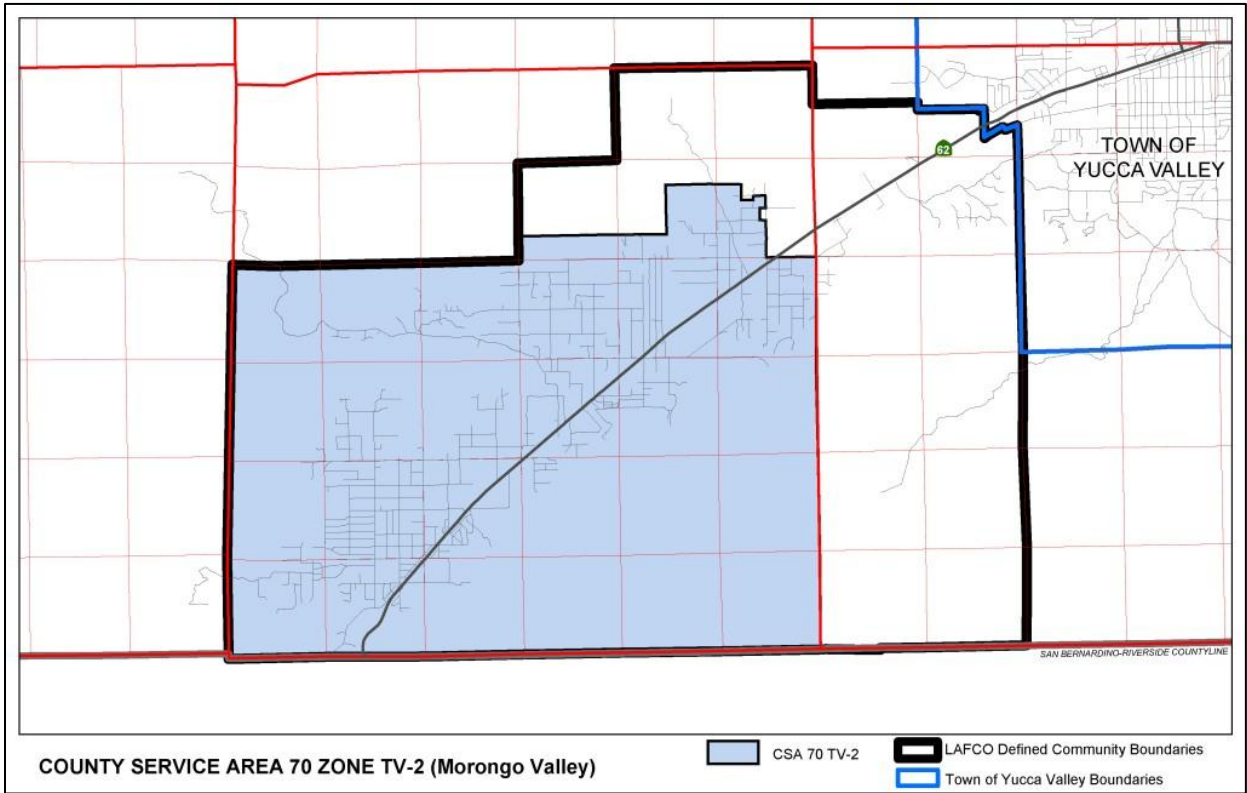 62
TOWN OF
YUCCA VALLEY
SAN BERNARDINO-RIVERSIDE COUNTYLINE
COUNTY SERVICE AREA 70 ZONE TV-2 (Morongo Valley)
CSA 70 TV-2
LAFCO Defined Community Boundaries
Town of Yucca Valley Boundaries